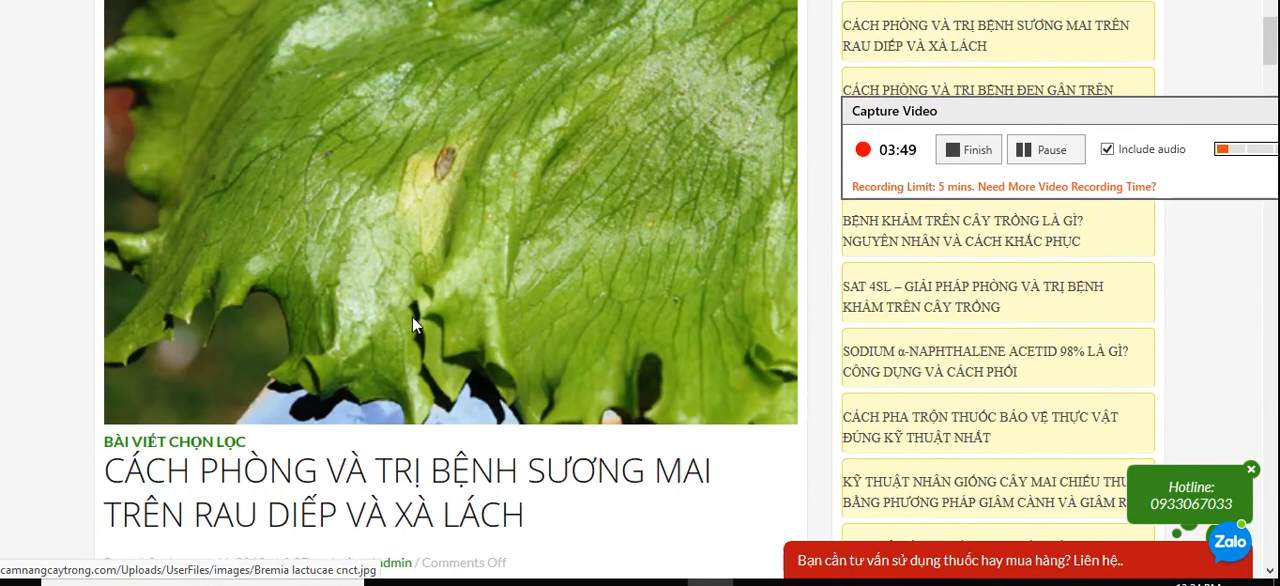 CÁCH PHÒNG VÀ TRỊ BỆNH SƯƠNG MAI TRÊN
RAU DIẾP VÀ XÀ LÁCH
CÁCH PHÒNG VÀ TRỊ BỆNH ĐEN GÂN TRÊN
Capture Video
03:49
Finish
Pause
Include audio
Recording Limit: 5 mins. Need More Video Recording Time?
BỆNH KHẢM TRÊN CÂY TRỒNG LÀ GÌ?
NGUYÊN NHÂN VÀ CÁCH KHẮC PHỤC
SAT 4SL – GIẢI PHÁP PHÒNG VÀ TRỊ BỆNH
KHẢM TRÊN CÂY TRỒNG
SODIUM α-NAPHTHALENE ACETID 98% LÀ GÌ?
CÔNG DỤNG VÀ CÁCH PHỐI
CÁCH PHA TRỘN THUỐC BẢO VỆ THỰC VẬT
ĐÚNG KỸ THUẬT NHẤT
KỸ THUẬT NHÂN GIỐNG CÂY MAI CHIẾU THU
BẰNG PHƯƠNG PHÁP GIÂM CÀNH VÀ GIÂM R
BÀI VIẾT CHỌN LỌC
CÁCH PHÒNG VÀ TRỊ BỆNH SƯƠNG MAI
TRÊN RAU DIẾP VÀ XÀ LÁCH
admin / Comments Off
camnangcaytrong.com/Uploads/UserFiles/images/Bremia lactucae cnct.jpg
Hotline:
0933067033
Zalo
Bạn cần tư vấn sử dụng thuốc hay mua hàng? Liên hệ..